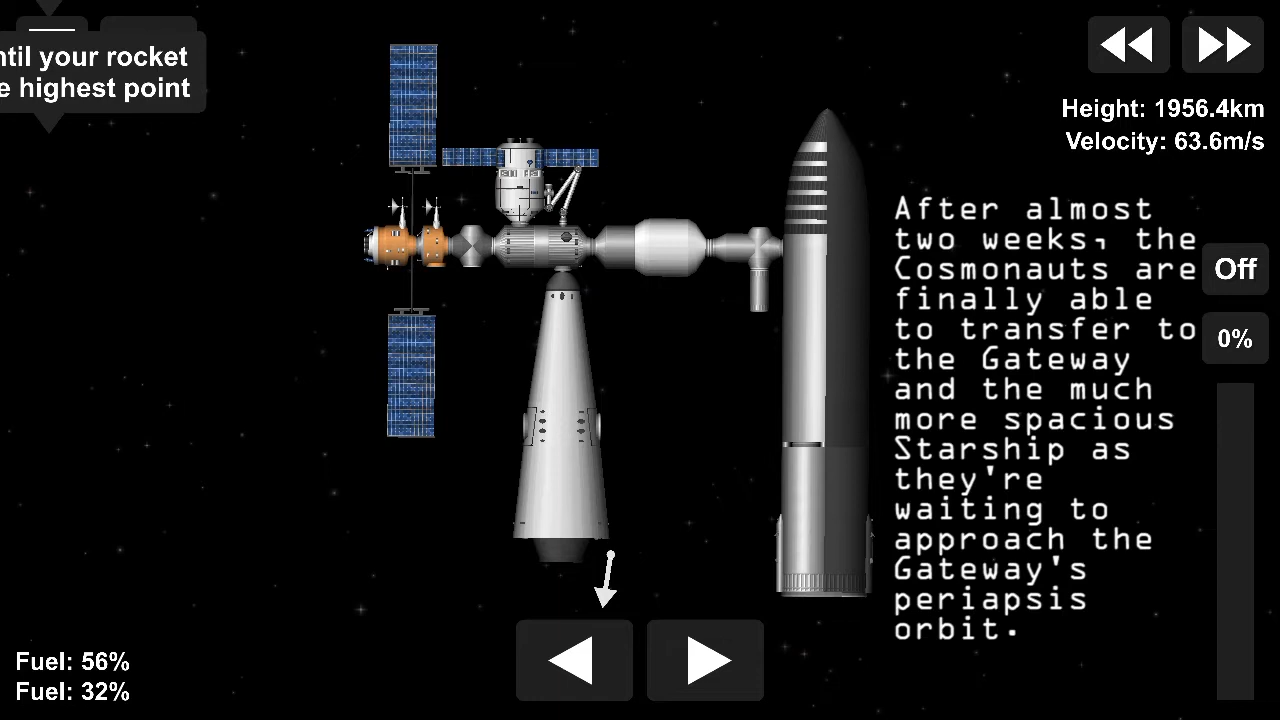 ntil your rocket
e highest point
Height: 1956.4km
Velocity: 63.6m/s
After almost
two weeks, the
Cosmonauts are
finally able
to transfer to
the Gateway
and the much
more spacious
Starship as
they're
waiting to
approach the
Gateway's
periapsis
orbit.
Off
0%
Fuel: 56%
Fuel: 32%